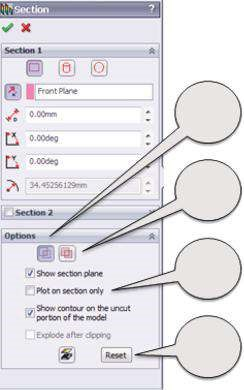 Section
?
Section 1
Front Plane
D
0.00mm
0.00deg
0.00deg
34.45256129mm
Section 2
Options
Show section plane
Plot on section only
Show contour on the uncut
portion of the model
Explode after clipping
Reset